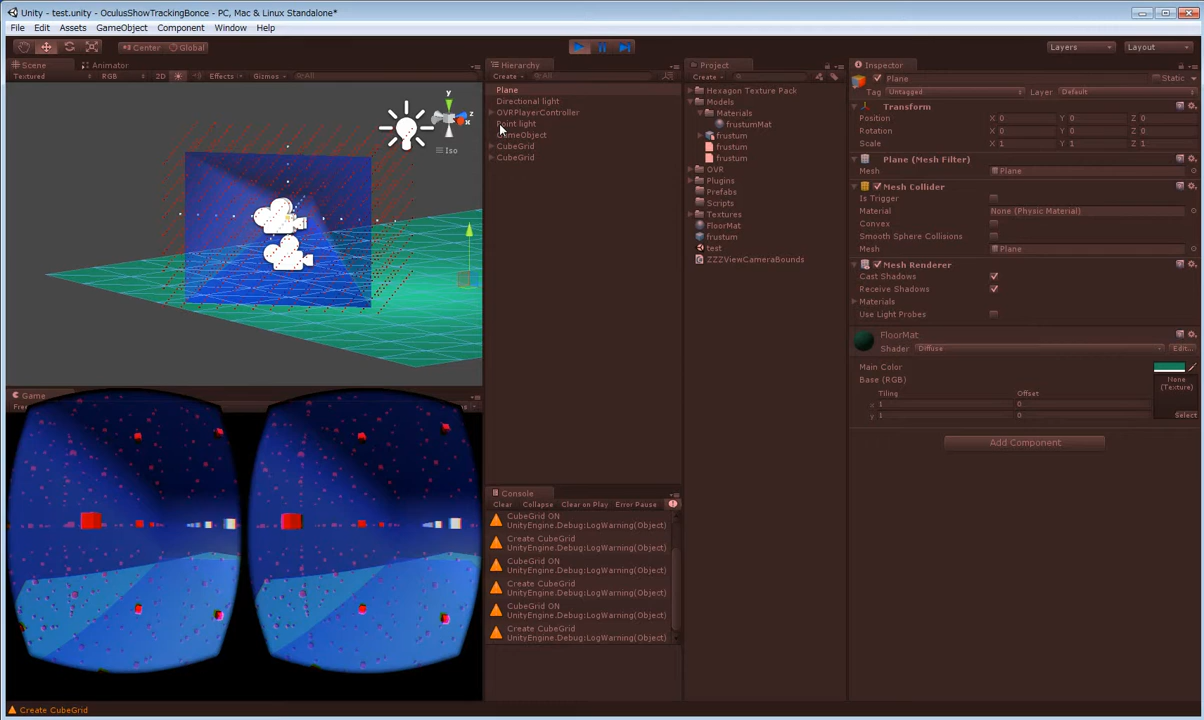 Unity - test.unity - OculusShowTrackingBonce - PC, Mac & Linux Standalone*
File Edit Assets GameObject Component Window Help
Center Global
Layers Layout
Scene Animator
Textured RGB 2D Effects Gizmos All
y
z
Iso
Game
Hierarchy
Create All
Plane
Directional light
OVRPlayerController
Point light
GameObject
CubeGrid
CubeGrid
Console
Clear Collapse Clear on Play Error Pause
CubeGrid ON
UnityEngine.Debug:LogWarning(Object)
Create CubeGrid
UnityEngine.Debug:LogWarning(Object)
CubeGrid ON
UnityEngine.Debug:LogWarning(Object)
Create CubeGrid
UnityEngine.Debug:LogWarning(Object)
CubeGrid ON
UnityEngine.Debug:LogWarning(Object)
Create CubeGrid
UnityEngine.Debug:LogWarning(Object)
Project
Create
Hexagon Texture Pack
Models
Materials
frustumMat
frustum
frustum
frustum
OVR
Plugins
Prefabs
Scripts
Textures
FloorMat
frustum
test
ZZZViewCameraBounds
Inspector
Plane Static
Tag Untagged Layer Default
Transform
Position X 0 Y 0 Z 0
Rotation X 0 Y 0 Z 0
Scale X 1 Y 1 Z 1
Plane (Mesh Filter)
Mesh Plane
Mesh Collider
Is Trigger
Material None (Physic Material)
Convex
Smooth Sphere Collisions
Mesh Plane
Mesh Renderer
Cast Shadows
Receive Shadows
Materials
Use Light Probes
FloorMat
Shader Diffuse Edit...
Main Color
Base (RGB) None
(Texture)
Tiling Offset
x 1 0
y 1 0
Select
Add Component
Create CubeGrid